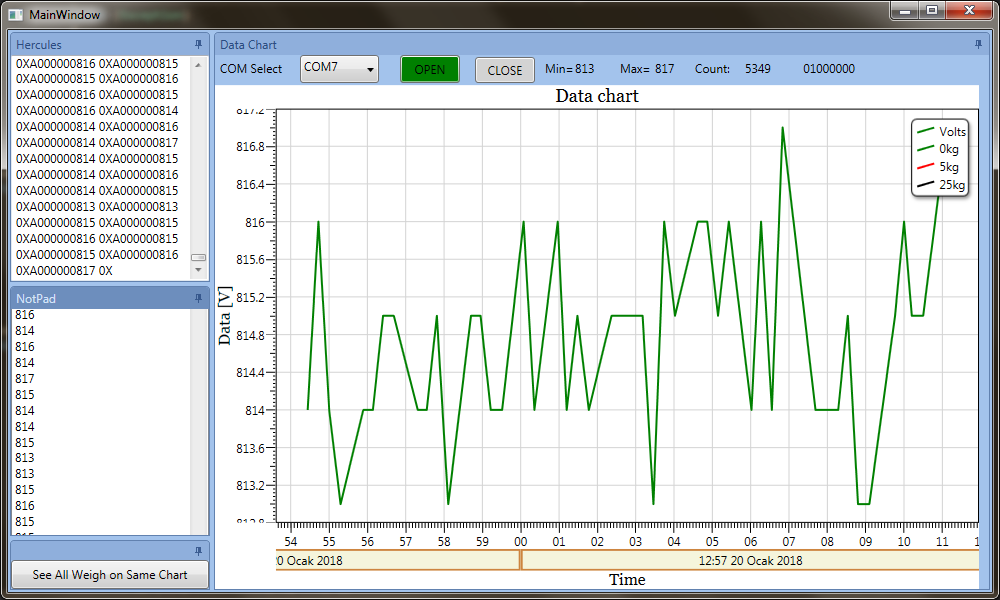 MainWindow
Hercules
0XA000000816 0XA000000815
0XA000000815 0XA000000816
0XA000000816 0XA000000815
0XA000000816 0XA000000814
0XA000000814 0XA000000816
0XA000000814 0XA000000817
0XA000000814 0XA000000815
0XA000000814 0XA000000816
0XA000000814 0XA000000815
0XA000000813 0XA000000813
0XA000000815 0XA000000815
0XA000000816 0XA000000815
0XA000000815 0XA000000816
0XA000000817 0X
NotPad
816
814
816
814
817
815
814
814
815
813
813
815
816
815
See All Weigh on Same Chart
Data Chart
COM Select COM7 OPEN CLOSE Min= 813 Max= 817 Count: 5349 01000000
Data chart
Volts
0kg
5kg
25kg
Data [V]
817.2
816.8
816.4
816
815.6
815.2
814.8
814.4
814
813.6
813.2
812.8
54 55 56 57 58 59 00 01 02 03 04 05 06 07 08 09 10 11
0 Ocak 2018 12:57 20 Ocak 2018
Time